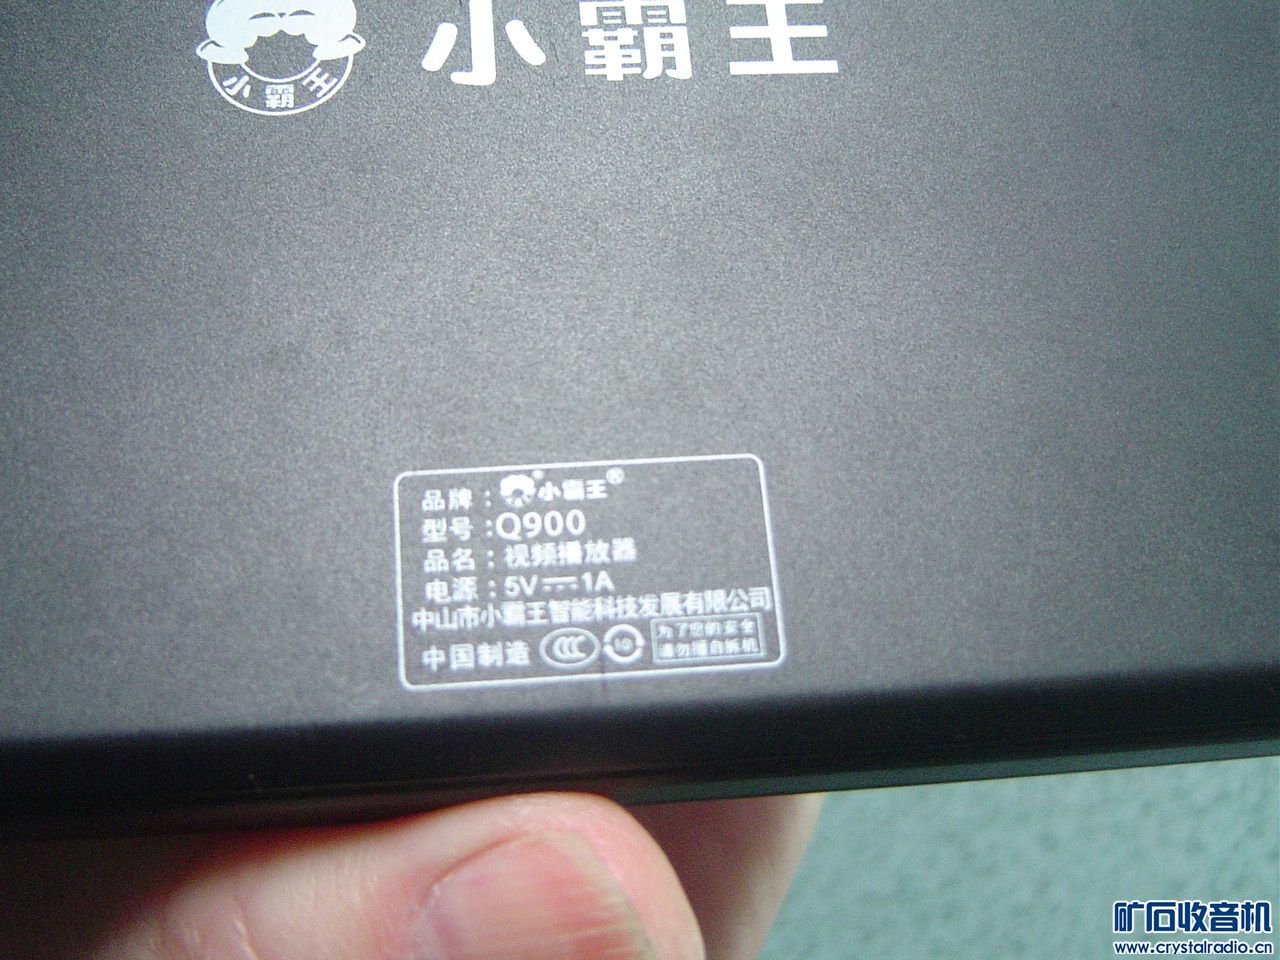 小霸王
小霸王
品牌：小霸王®
型号：Q900
品名：视频播放器
电源：5V⎓1A
中山市小霸王智能科技发展有限公司
中国制造
CCC
10
为了您的安全
请勿擅自拆机
矿石收音机
www.crystalradio.cn